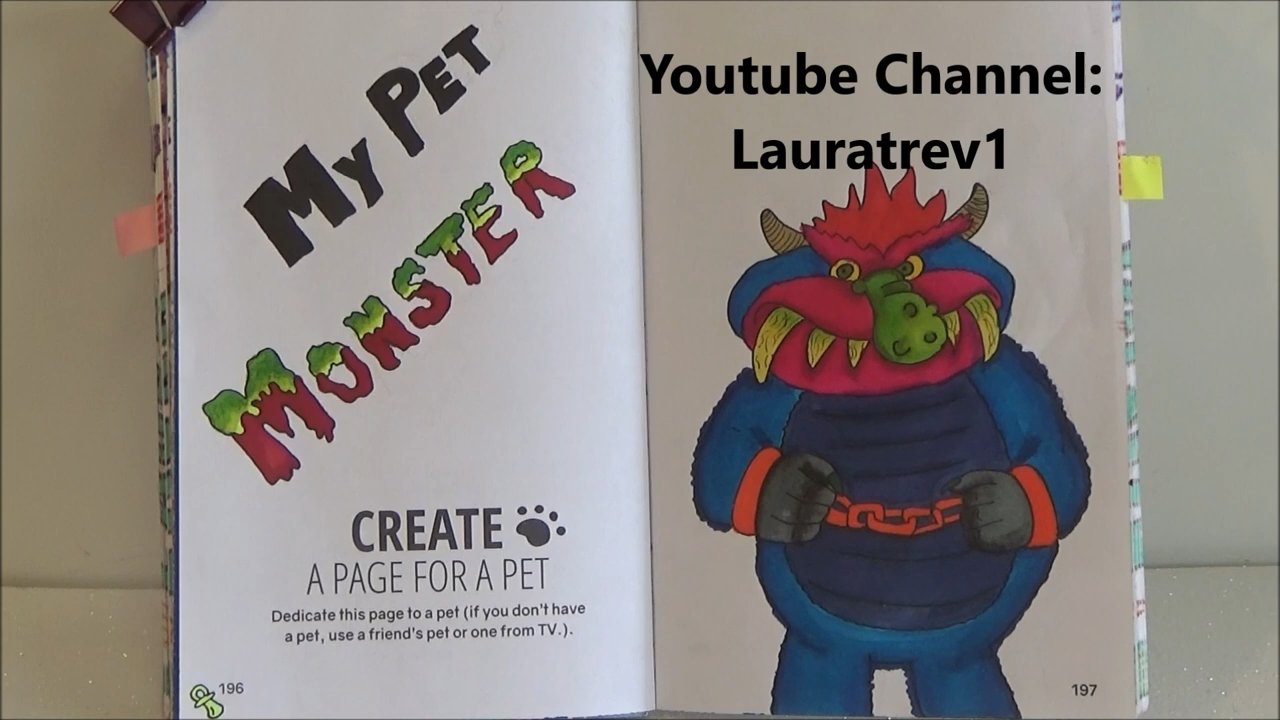 My PET
MONSTER
CREATE
A PAGE FOR A PET
Dedicate this page to a pet (if you don't have
a pet, use a friend's pet or one from TV.).
196
Youtube Channel:
Lauratrev1
197